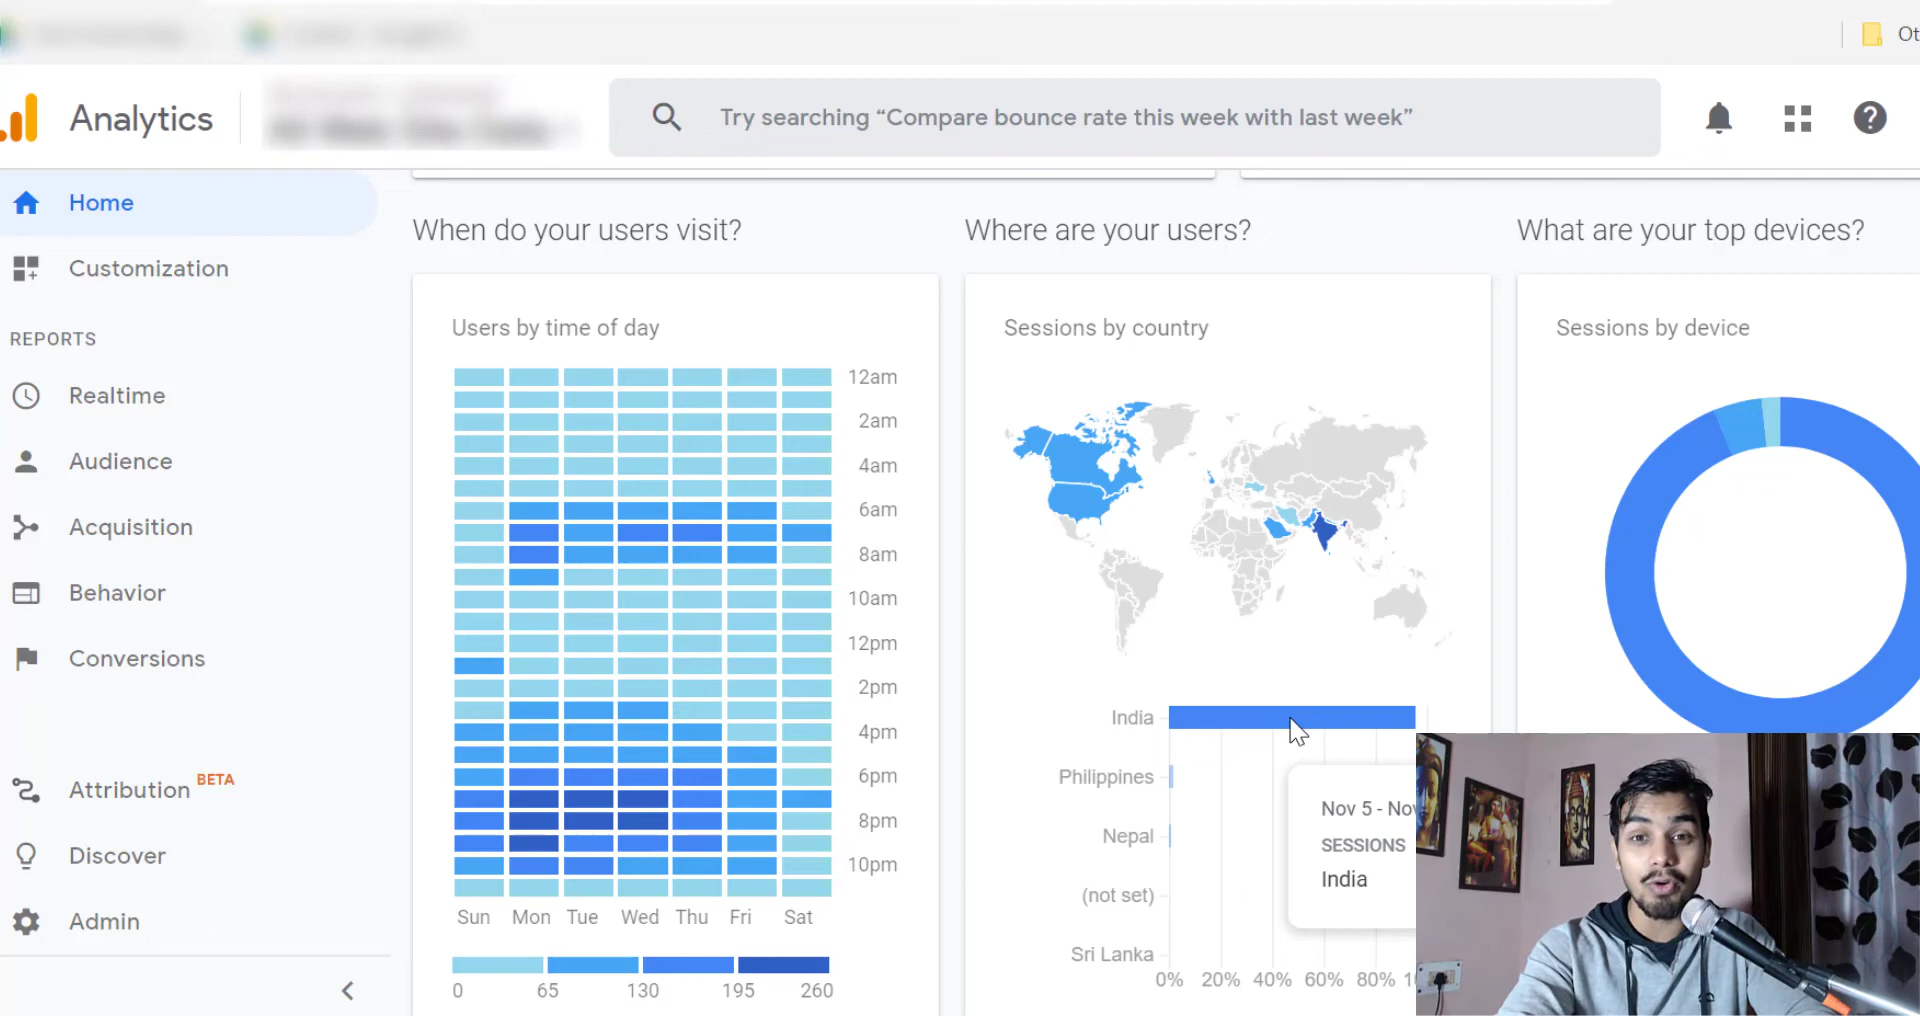 Ot
Analytics
Try searching “Compare bounce rate this week with last week”
Home
Customization
REPORTS
Realtime
Audience
Acquisition
Behavior
Conversions
Attribution BETA
Discover
Admin
When do your users visit?
Users by time of day
12am
2am
4am
6am
8am
10am
12pm
2pm
4pm
6pm
8pm
10pm
Sun Mon Tue Wed Thu Fri Sat
0 65 130 195 260
Where are your users?
Sessions by country
India
Philippines
Nepal
(not set)
Sri Lanka
0% 20% 40% 60% 80% 1
Nov 5 - Nov
SESSIONS
India
What are your top devices?
Sessions by device